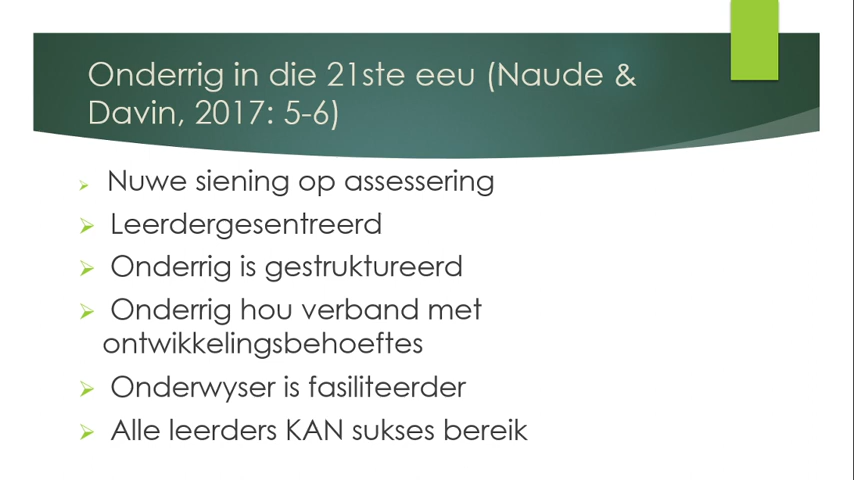 Onderrig in die 21ste eeu (Naude &
Davin, 2017: 5-6)
Nuwe siening op assessering
Leerdergesentreerd
Onderrig is gestruktureerd
Onderrig hou verband met
ontwikkelingsbehoeftes
Onderwyser is fasiliteerder
Alle leerders KAN sukses bereik